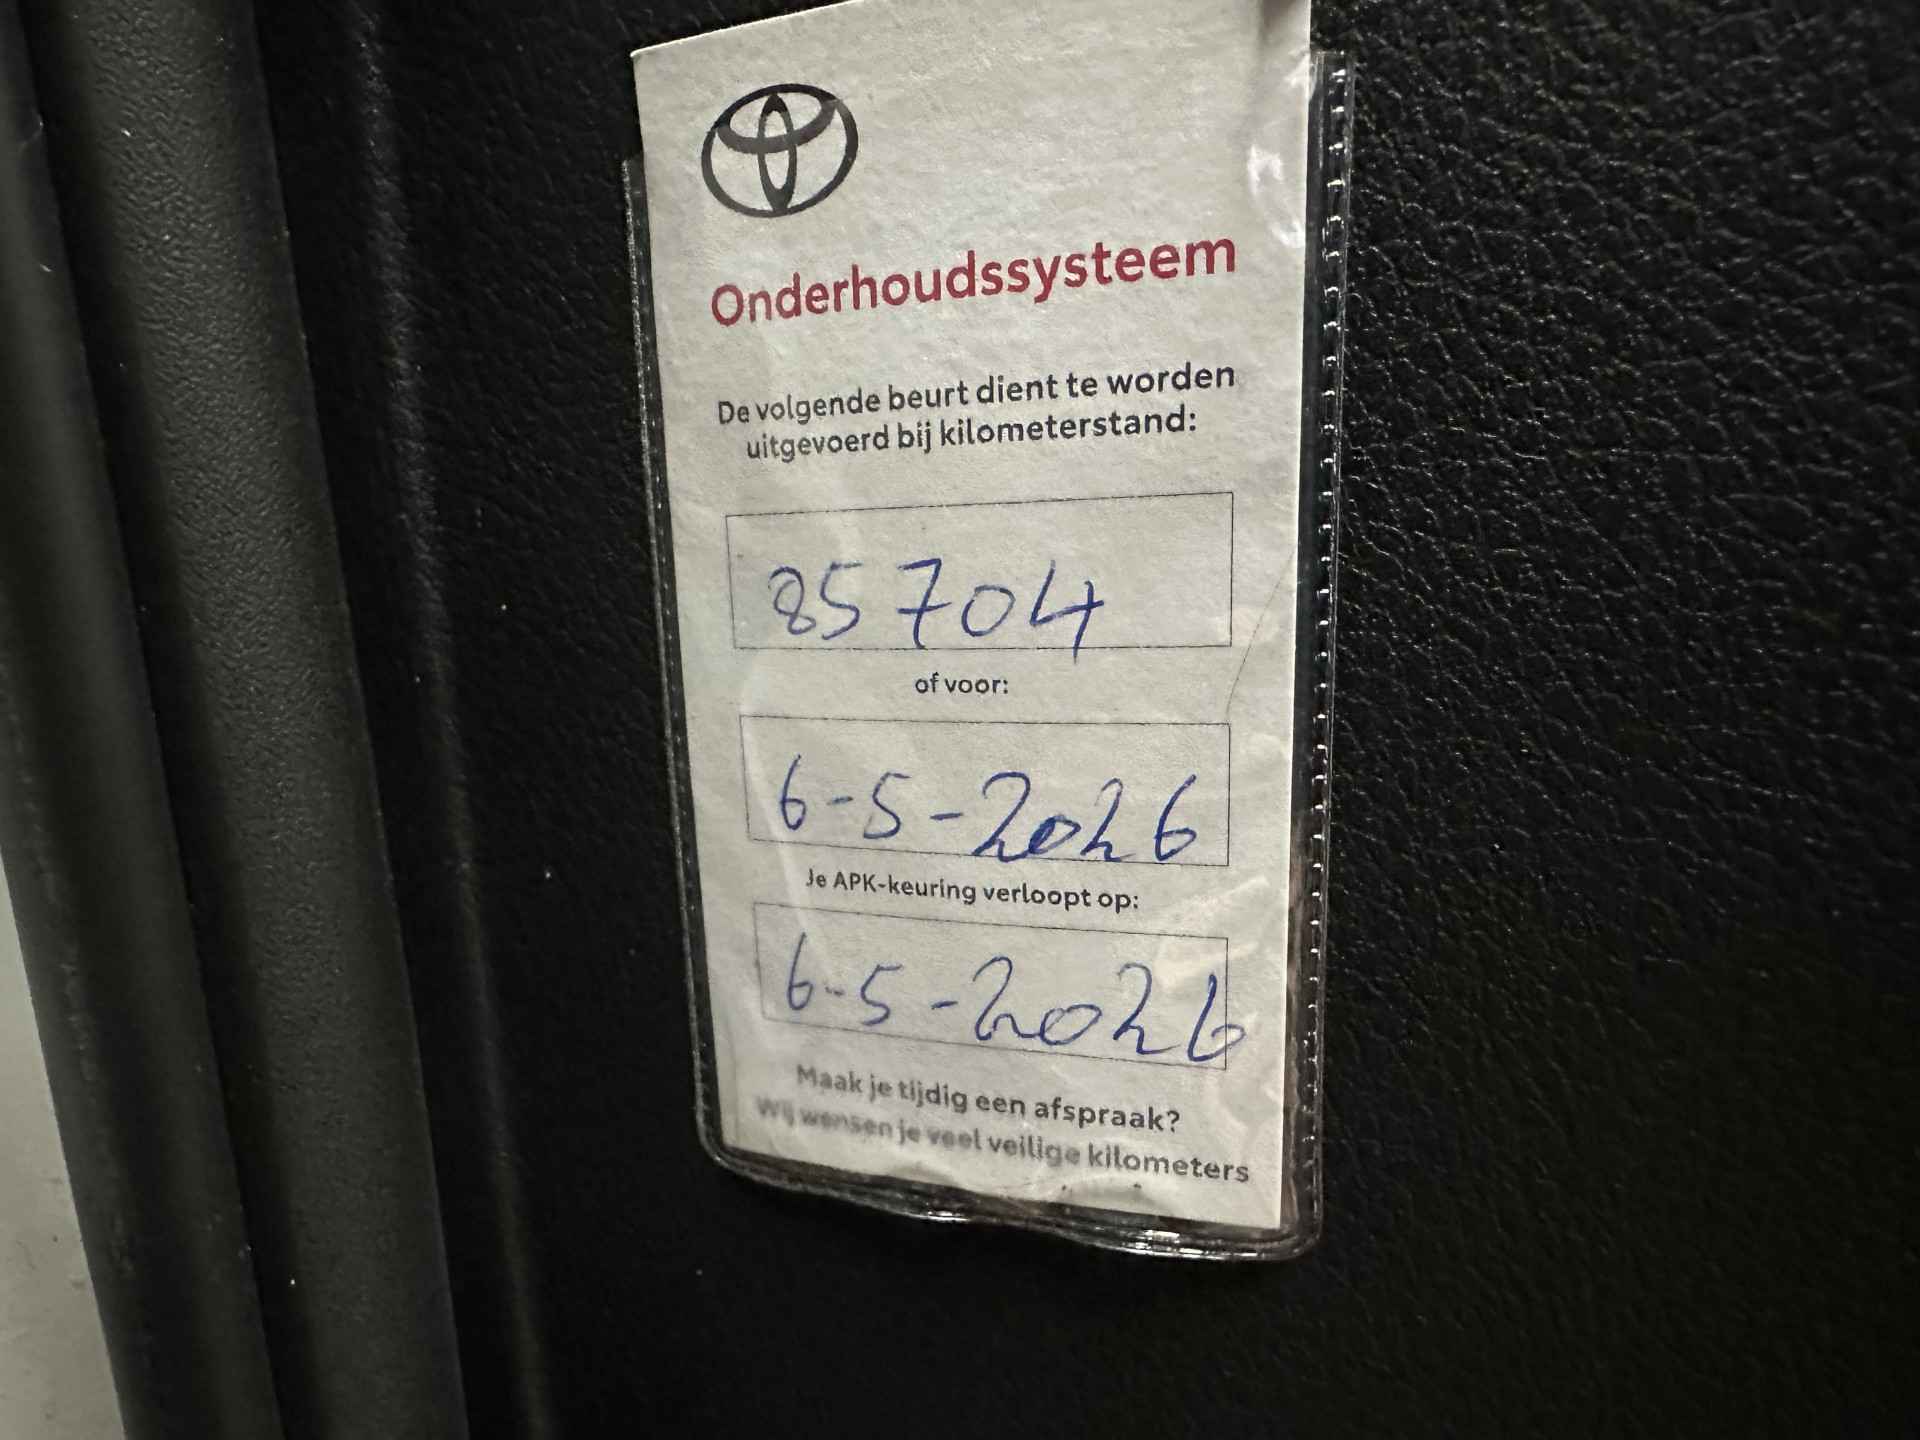 Onderhoudssysteem
De volgende beurt dient te worden
uitgevoerd bij kilometerstand:
85704
of voor:
6-5-2026
Je APK-keuring verloopt op:
6-5-2026
Maak je tijdig een afspraak?
Wij wensen je veel veilige kilometers